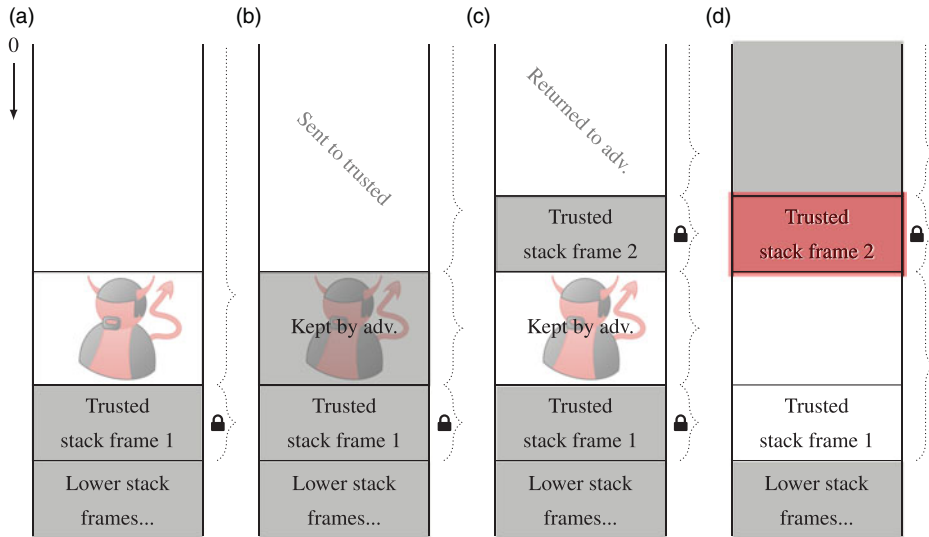 (a)
(b)
(c)
(d)
0
Sent to trusted
Returned to adv.
Trusted
stack frame 2
Trusted
stack frame 2
Kept by adv.
Kept by adv.
Trusted
stack frame 1
Trusted
stack frame 1
Trusted
stack frame 1
Trusted
stack frame 1
Lower stack
frames...
Lower stack
frames...
Lower stack
frames...
Lower stack
frames...